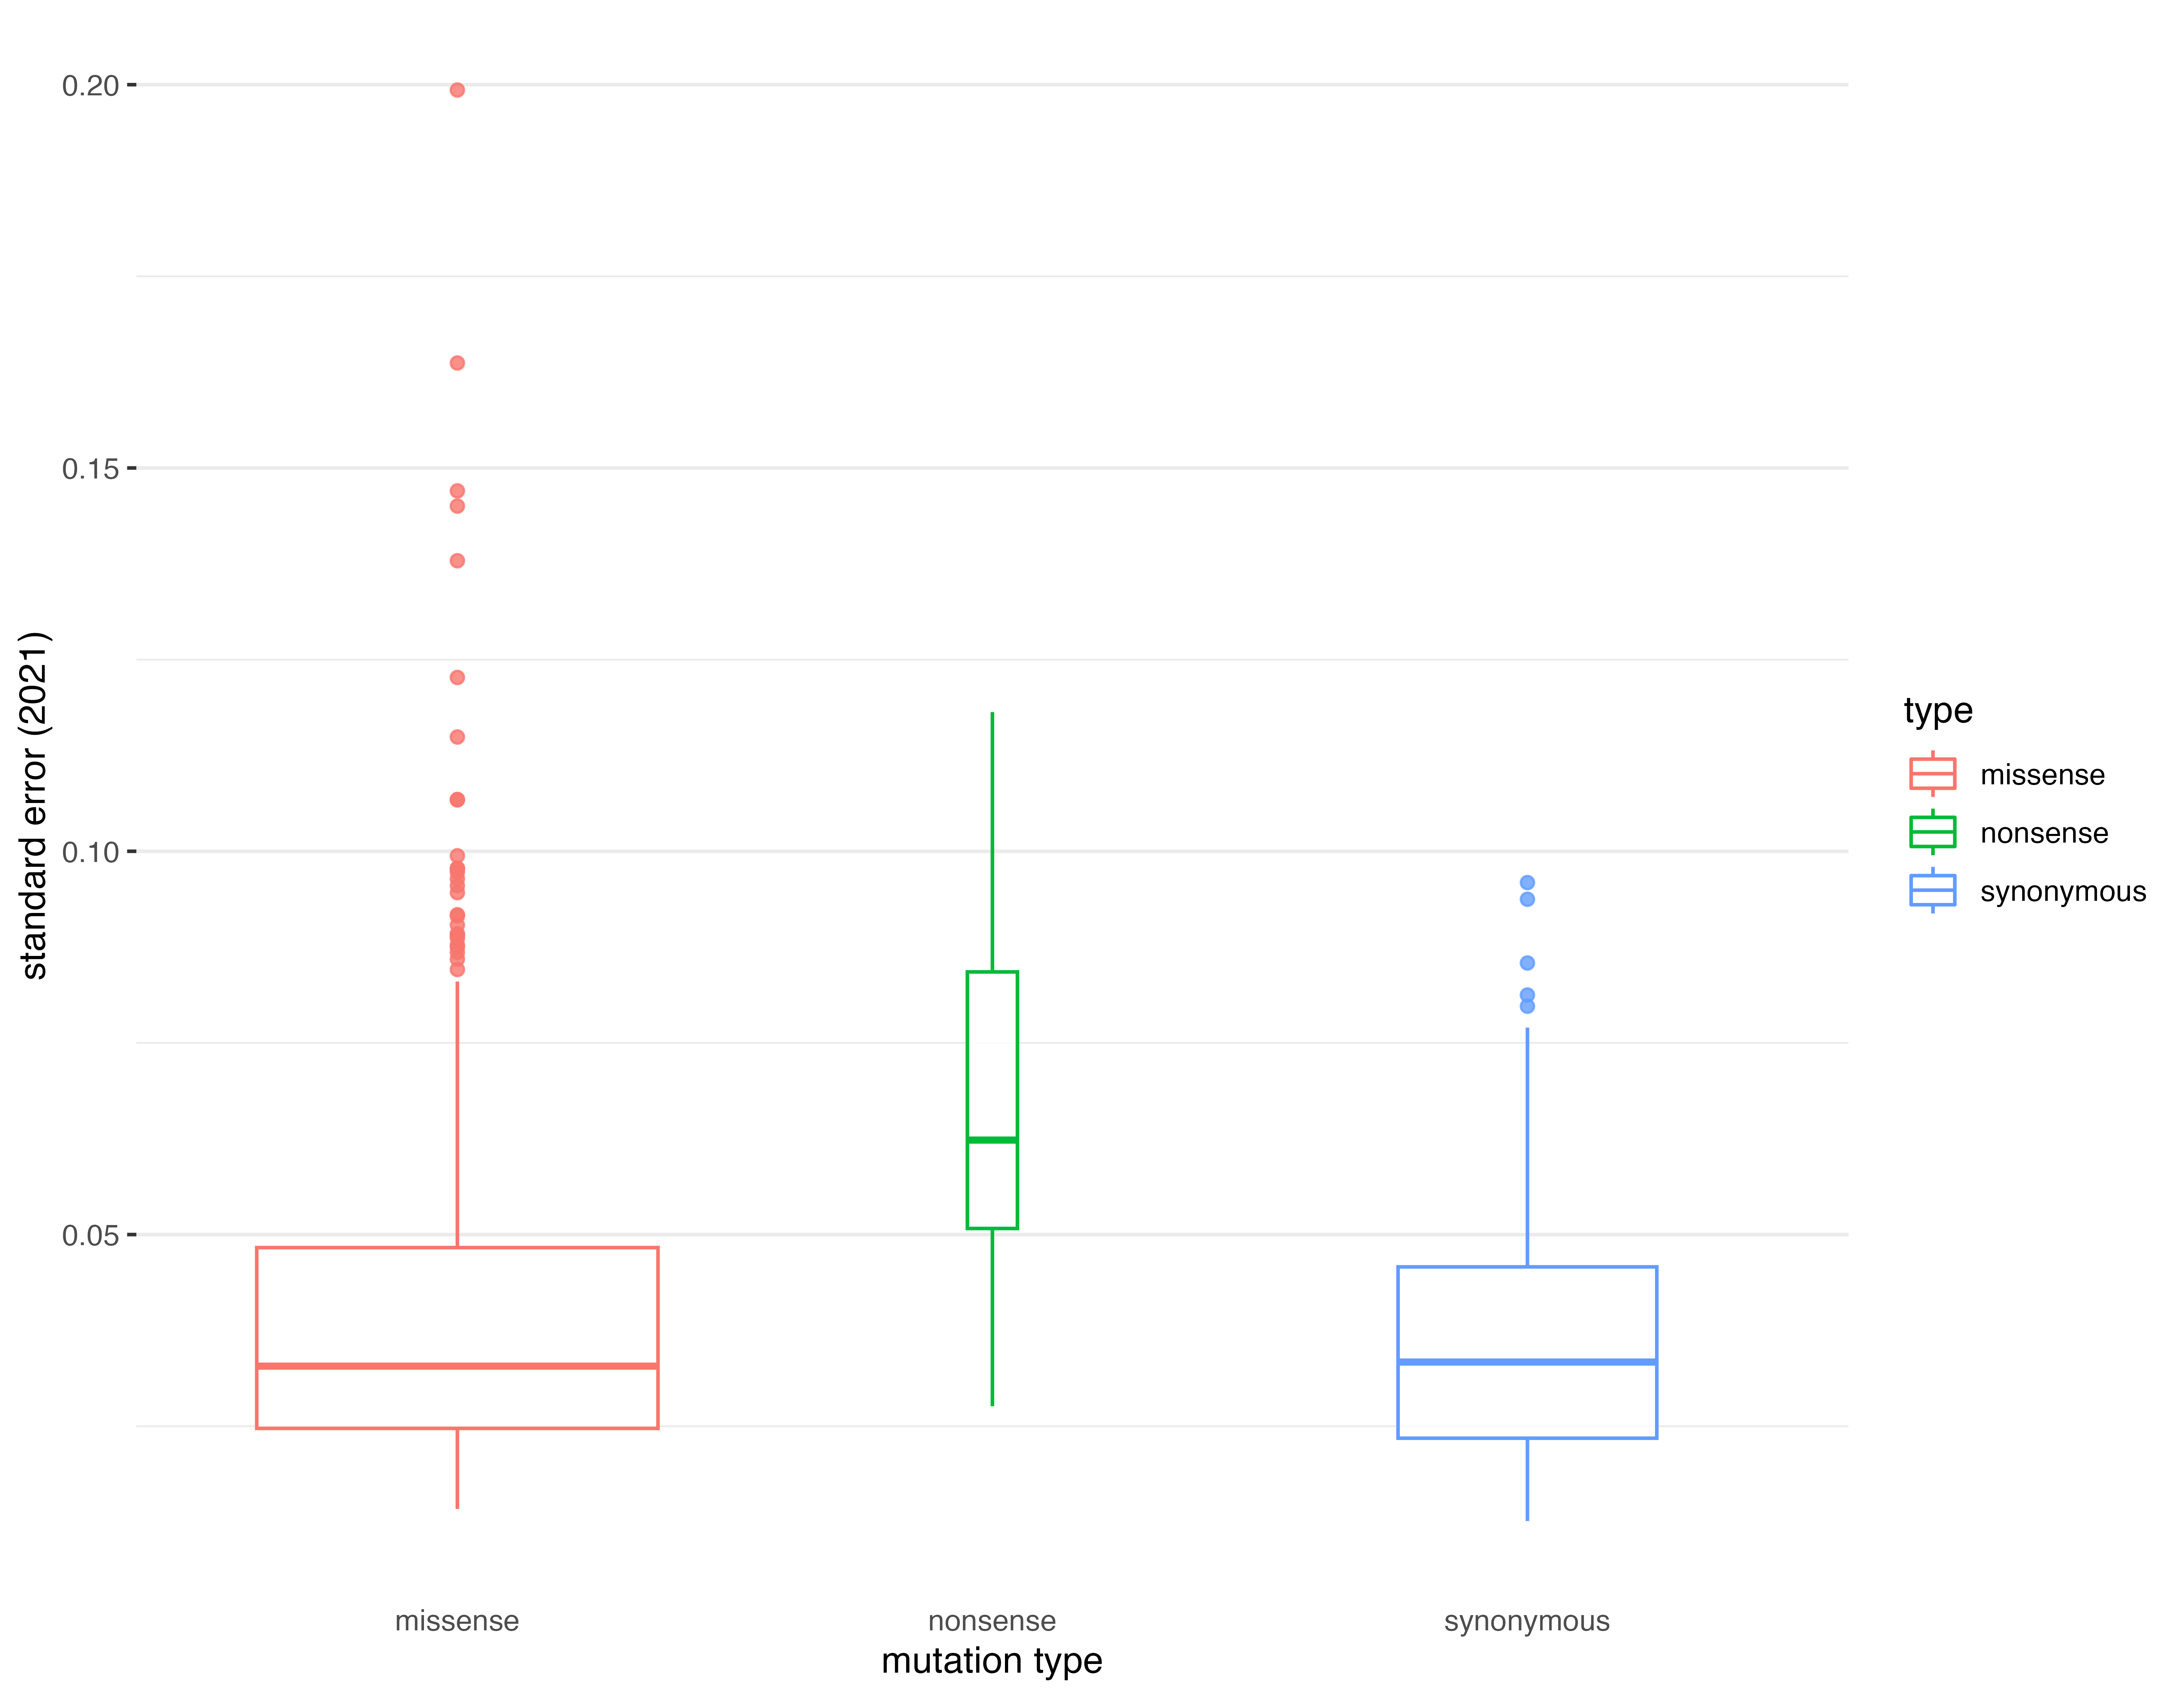 standard error (2021)
0.20
0.15
0.10
0.05
missense
nonsense
synonymous
mutation type
type
missense
nonsense
synonymous